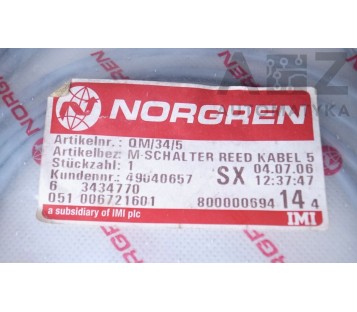 NORGREN
Artikelnr.: QM/34/5
Artikelbez: M-SCHALTER REED KABEL 5
Stückzahl: 1 SX 04.07.06
Kundennr.: 49840657 12:37:47
6 3434770
051 006721601 800000694 14 4
a subsidiary of IMI plc IMI